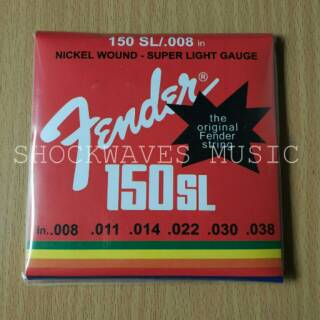 150 SL/.008 in
NICKEL WOUND - SUPER LIGHT GAUGE
Fender®
the
original
Fender
string
SHOCKWAVES MUSIC
150SL
in..008 .011 .014 .022 .030 .038